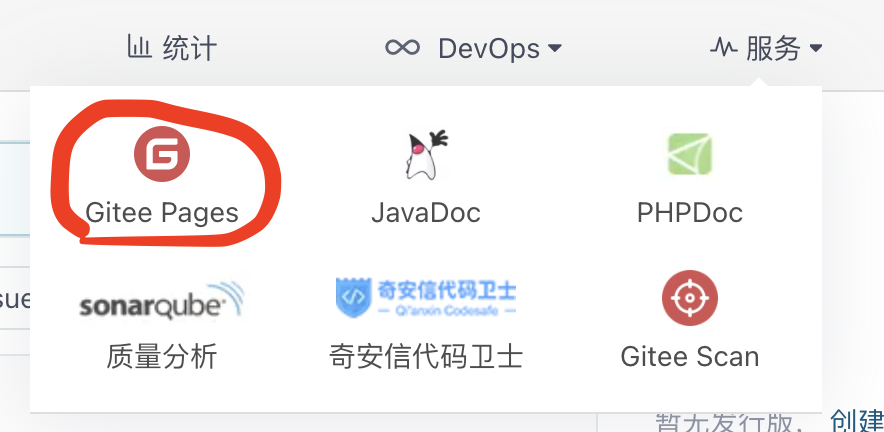 统计
DevOps
服务
Gitee Pages
JavaDoc
PHPDoc
sonarqube
奇安信代码卫士
Qi'anxin Codesafe
质量分析
奇安信代码卫士
Gitee Scan
sue
暂无发行版，
创建